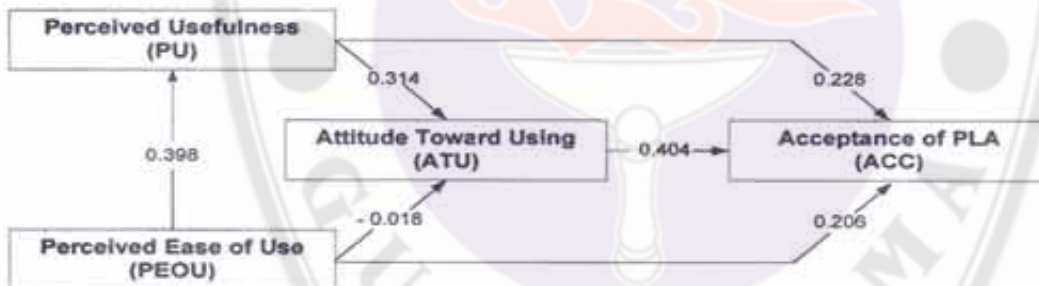 Perceived Usefulness
(PU)
0.314
0.228
Attitude Toward Using
(ATU)
0.404
Acceptance of PLA
(ACC)
0.398
- 0.018
0.206
Perceived Ease of Use
(PEOU)
G U
M A